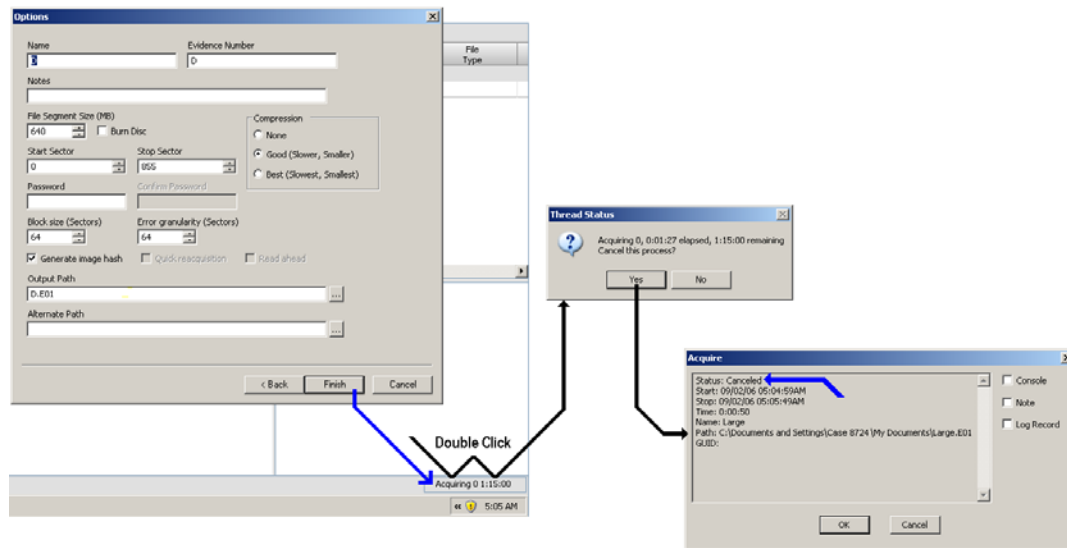 Options
Name
Evidence Number
D
D
Notes
File Segment Size (MB)
640
Burn Disc
Compression
None
Good (Slower, Smaller)
Best (Slowest, Smallest)
Start Sector
Stop Sector
0
855
Password
Confirm Password
Block size (Sectors)
Error granularity (Sectors)
64
64
Generate image hash
Quick reacquisition
Read ahead
Output Path
D.E01
...
Alternate Path
...
< Back
Finish
Cancel
File
Type
Double Click
Acquiring 0 1:15:00
5:05 AM
Thread Status
Acquiring 0, 0:01:27 elapsed, 1:15:00 remaining
Cancel this process?
Yes
No
Acquire
Status: Canceled
Start: 09/02/06 05:04:59AM
Stop: 09/02/06 05:05:49AM
Time: 0:00:50
Name: Large
Path: C:\Documents and Settings\Case 8724\My Documents\Large.E01
GUID:
Console
Note
Log Record
OK
Cancel